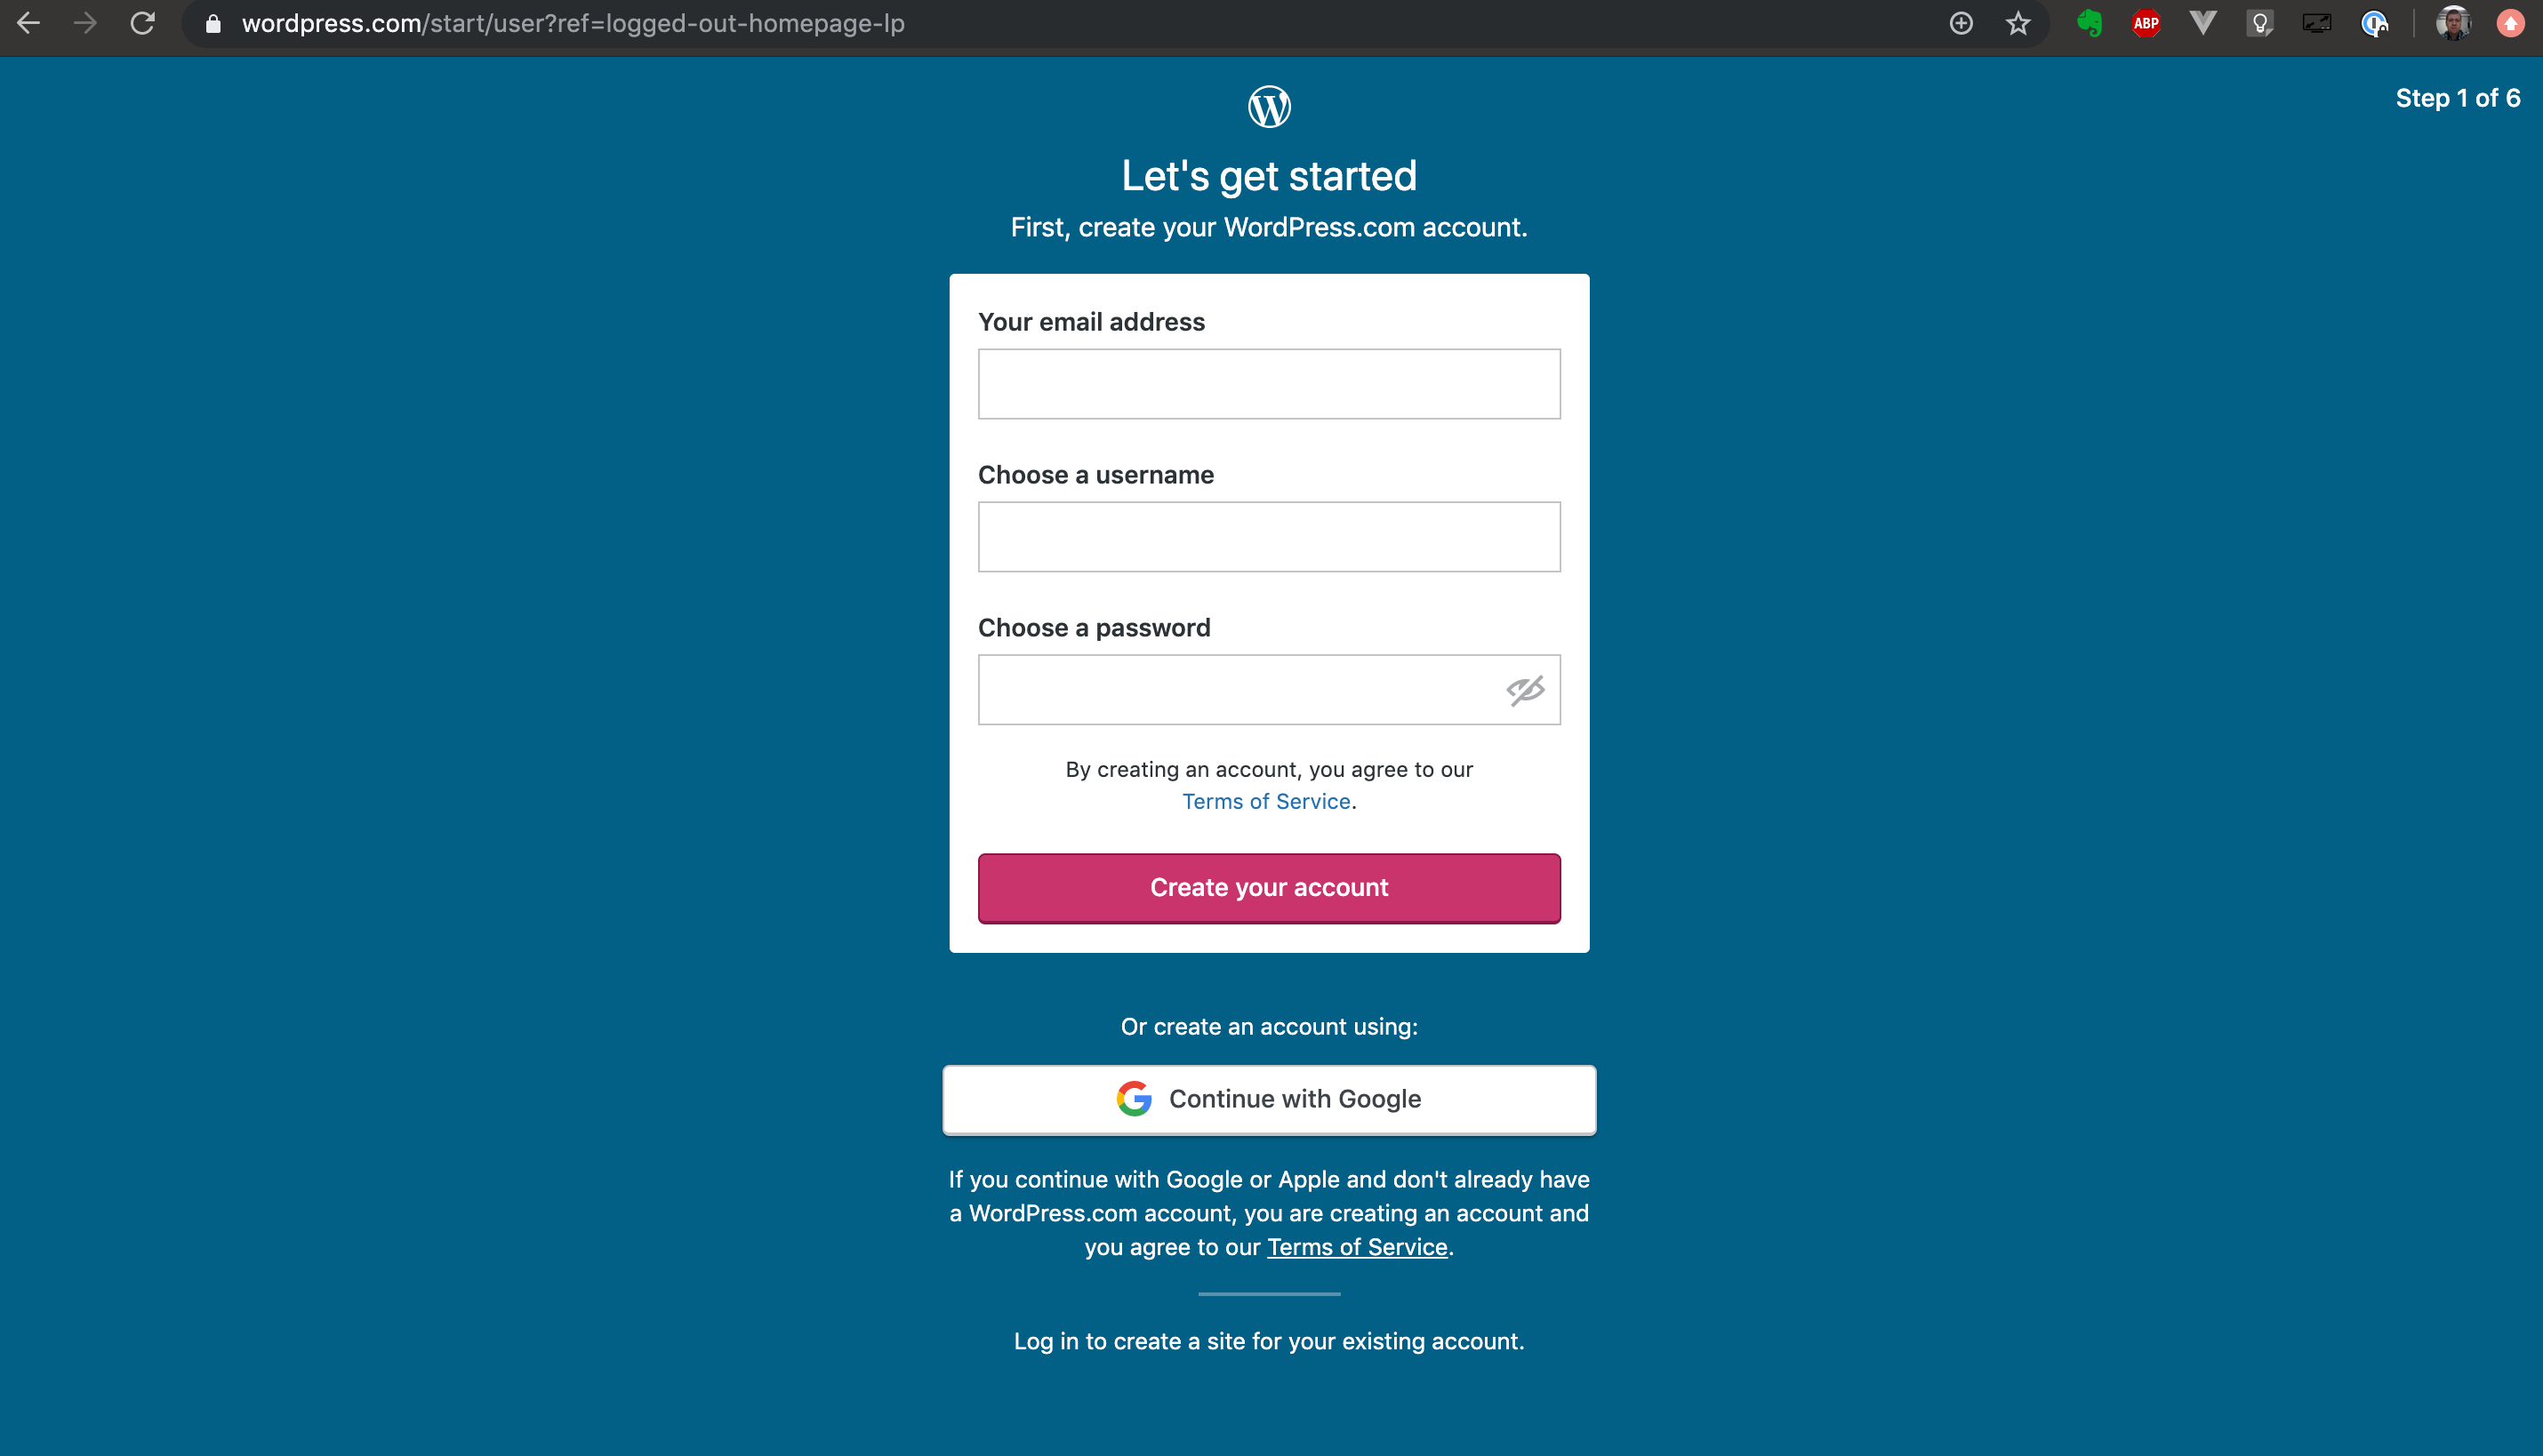 wordpress.com/start/user?ref=logged-out-homepage-lp
ABP
Step 1 of 6
Let's get started
First, create your WordPress.com account.
Your email address
Choose a username
Choose a password
By creating an account, you agree to our
Terms of Service.
Create your account
Or create an account using:
Continue with Google
If you continue with Google or Apple and don't already have
a WordPress.com account, you are creating an account and
you agree to our Terms of Service.
Log in to create a site for your existing account.